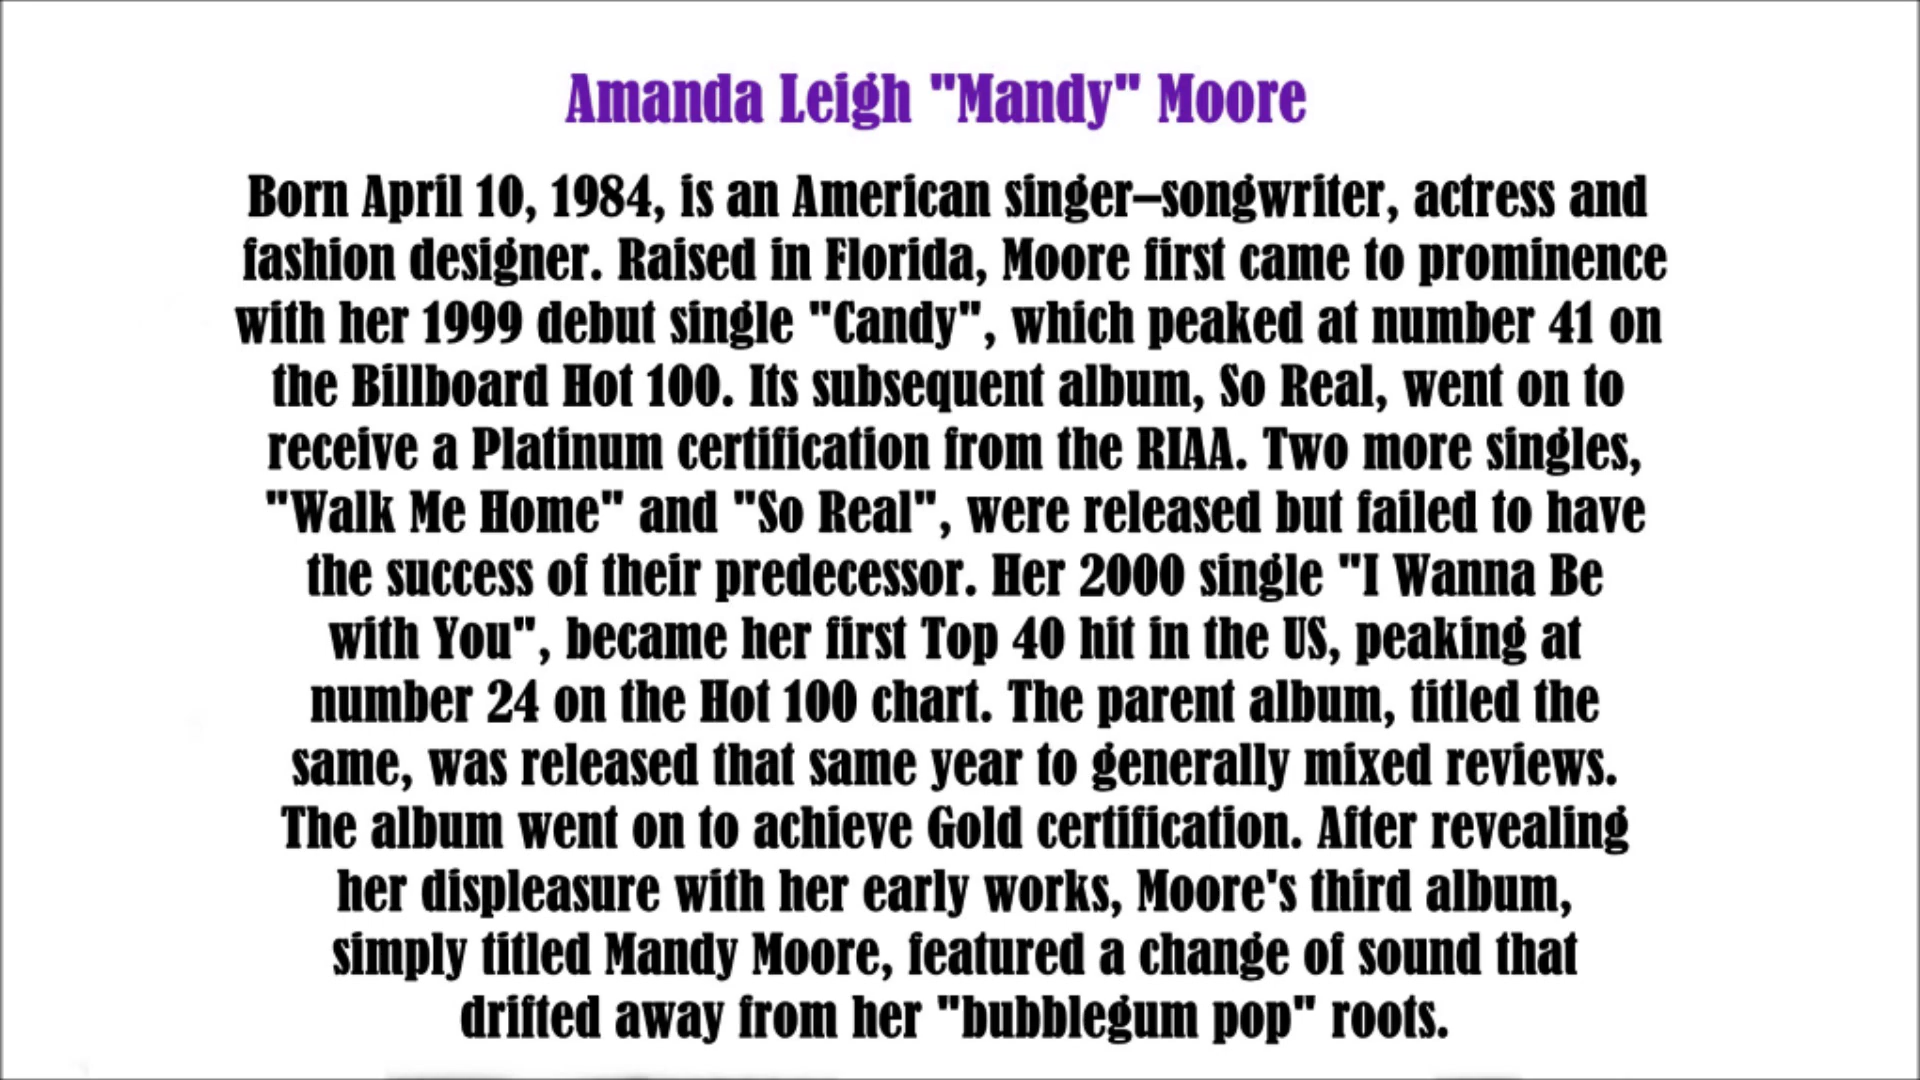 Amanda Leigh "Mandy" Moore
Born April 10, 1984, is an American singer–songwriter, actress and
fashion designer. Raised in Florida, Moore first came to prominence
with her 1999 debut single "Candy", which peaked at number 41 on
the Billboard Hot 100. Its subsequent album, So Real, went on to
receive a Platinum certification from the RIAA. Two more singles,
"Walk Me Home" and "So Real", were released but failed to have
the success of their predecessor. Her 2000 single "I Wanna Be
with You", became her first Top 40 hit in the US, peaking at
number 24 on the Hot 100 chart. The parent album, titled the
same, was released that same year to generally mixed reviews.
The album went on to achieve Gold certification. After revealing
her displeasure with her early works, Moore's third album,
simply titled Mandy Moore, featured a change of sound that
drifted away from her "bubblegum pop" roots.